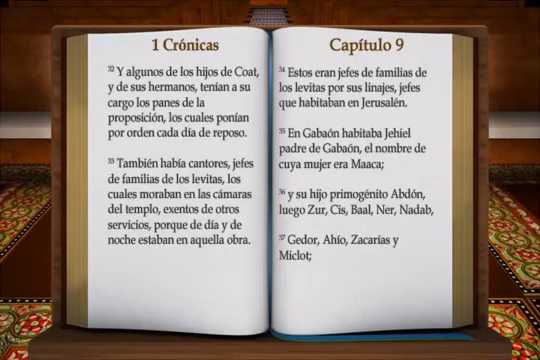 1 Crónicas
32 Y algunos de los hijos de Coat,
y de sus hermanos, tenían a su
cargo los panes de la
proposición, los cuales ponían
por orden cada día de reposo.
33 También había cantores, jefes
de familias de los levitas, los
cuales moraban en las cámaras
del templo, exentos de otros
servicios, porque de día y de
noche estaban en aquella obra.
Capítulo 9
34 Estos eran jefes de familias de
los levitas por sus linajes, jefes
que habitaban en Jerusalén.
35 En Gabaón habitaba Jehiel
padre de Gabaón, el nombre de
cuya mujer era Maaca;
36 y su hijo primogénito Abdón,
luego Zur, Cis, Baal, Ner, Nadab,
37 Gedor, Ahío, Zacarías y
Miclot;